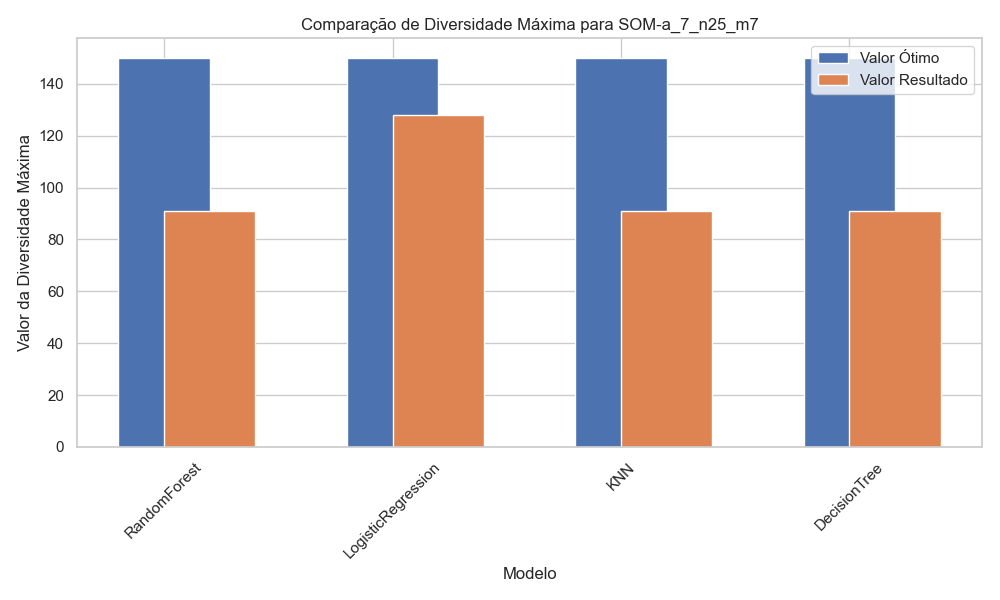 Comparação de Diversidade Máxima para SOM-a_7_n25_m7
Valor Ótimo
Valor Resultado
Valor da Diversidade Máxima
140
120
100
80
60
40
20
0
RandomForest
LogisticRegression
KNN
DecisionTree
Modelo